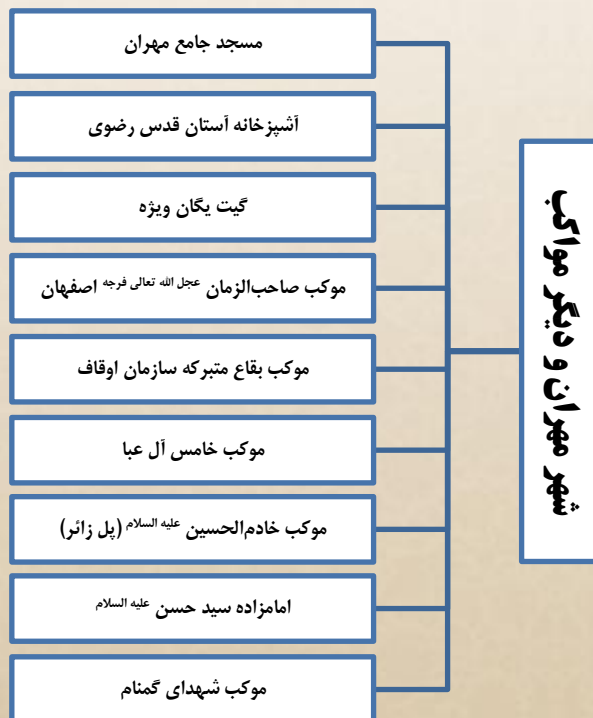 شهر مهران و دیگر مواکب
مسجد جامع مهران
آشپزخانه آستان قدس رضوی
گیت یگان ویژه
موکب صاحب‌الزمان عجل الله تعالی فرجه اصفهان
موکب بقاع متبرکه سازمان اوقاف
موکب خامس آل عبا
موکب خادم‌الحسین علیه السلام (پل زائر)
امامزاده سید حسن علیه السلام
موکب شهدای گمنام